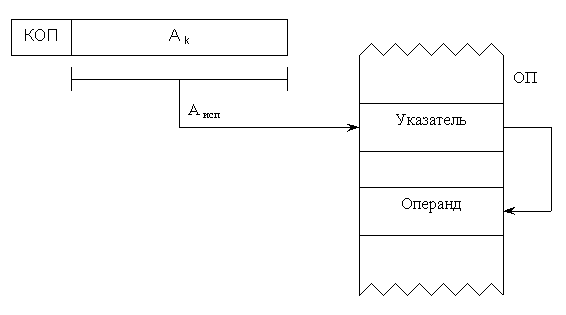 КОП A k
ОП
A исп
Указатель
Операнд